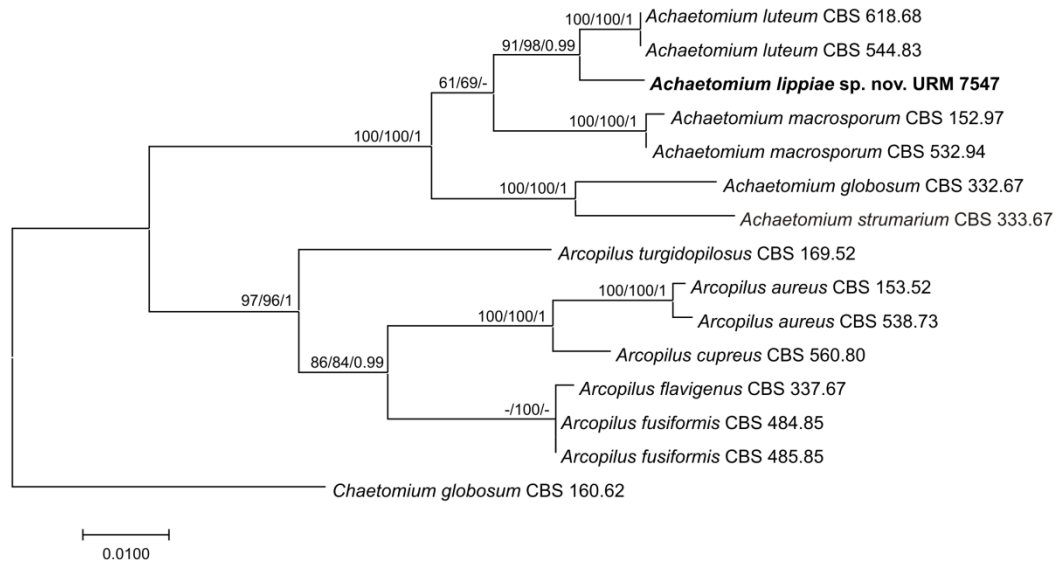 100/100/1
Achaetomium luteum CBS 618.68
91/98/0.99
Achaetomium luteum CBS 544.83
61/69/-
Achaetomium lippiae sp. nov. URM 7547
100/100/1
100/100/1
Achaetomium macrosporum CBS 152.97
Achaetomium macrosporum CBS 532.94
100/100/1
Achaetomium globosum CBS 332.67
Achaetomium strumarium CBS 333.67
Arcopilus turgidopilosus CBS 169.52
97/96/1
100/100/1
Arcopilus aureus CBS 153.52
100/100/1
Arcopilus aureus CBS 538.73
86/84/0.99
Arcopilus cupreus CBS 560.80
Arcopilus flavigenus CBS 337.67
-/100/-
Arcopilus fusiformis CBS 484.85
Arcopilus fusiformis CBS 485.85
Chaetomium globosum CBS 160.62
0.0100